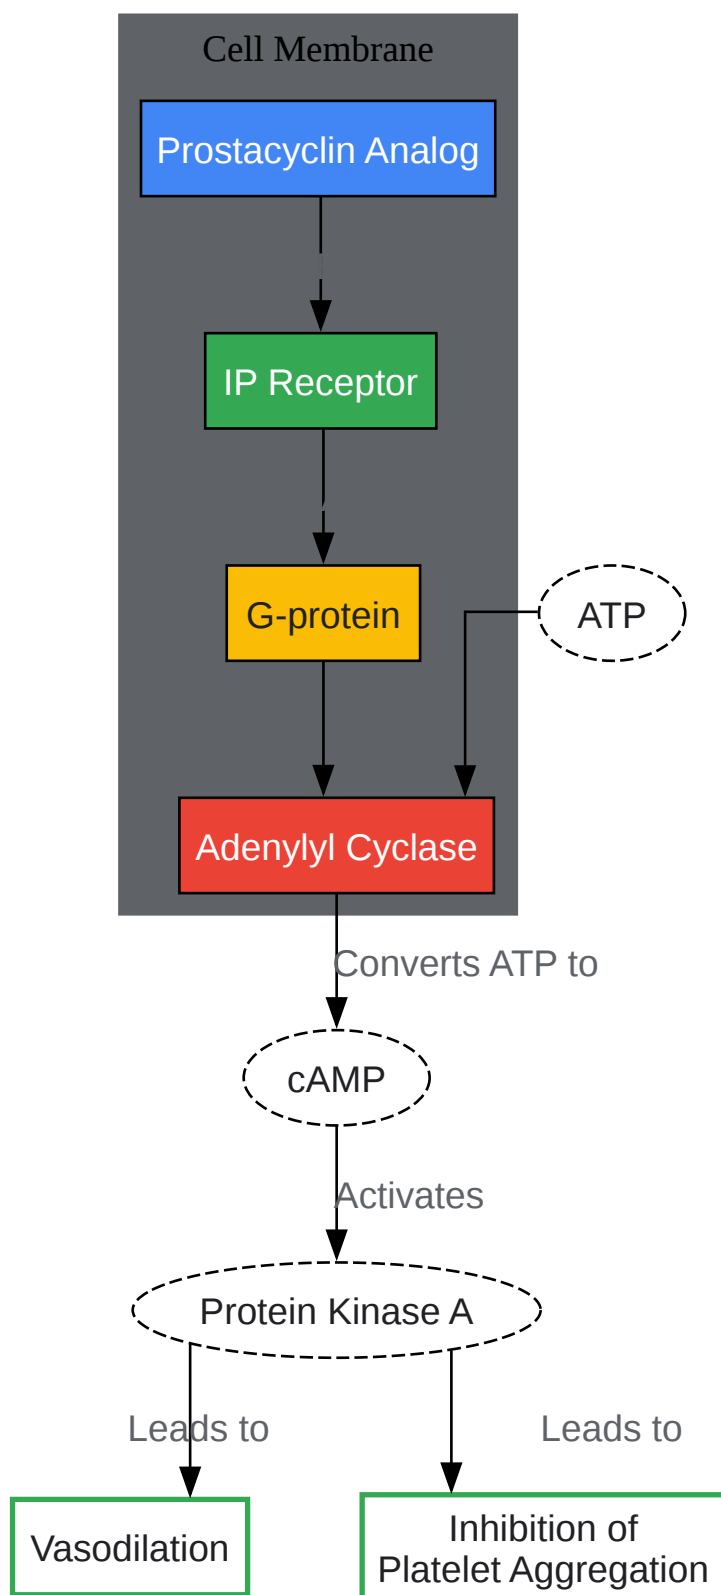 Cell Membrane
Prostacyclin Analog
IP Receptor
G-protein
ATP
Adenylyl Cyclase
Converts ATP to
cAMP
Activates
Protein Kinase A
Leads to
Leads to
Vasodilation
Inhibition of
Platelet Aggregation